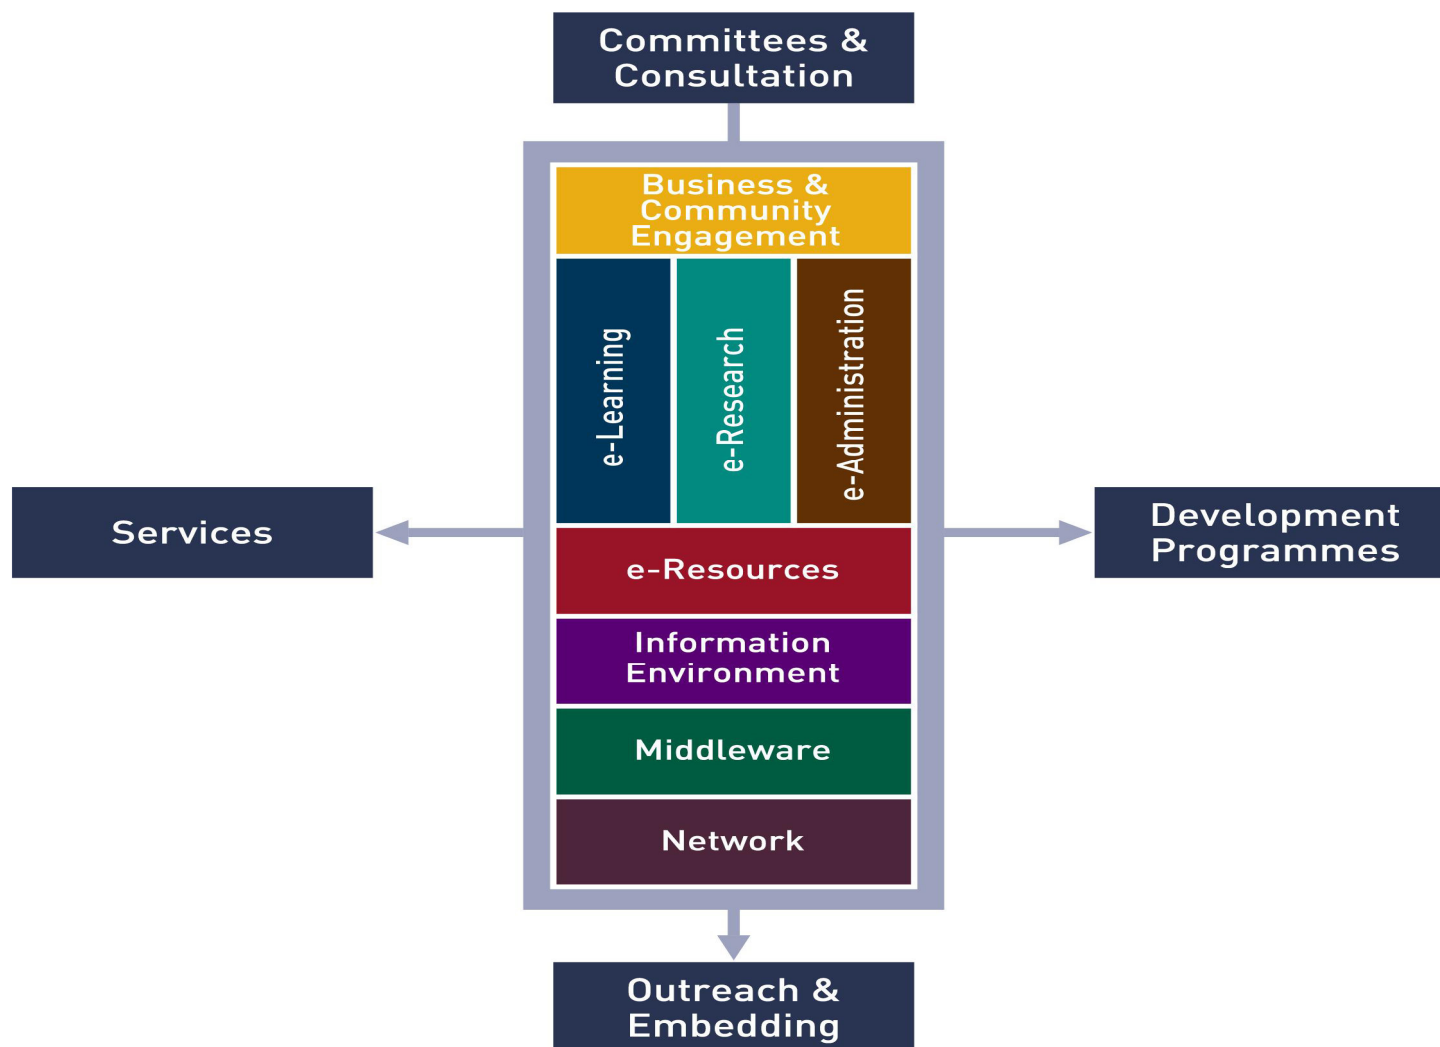 Committees &
Consultation
Business &
Community
Engagement
e-Learning
e-Research
e-Administration
Services
Development
Programmes
e-Resources
Information
Environment
Middleware
Network
Outreach &
Embedding